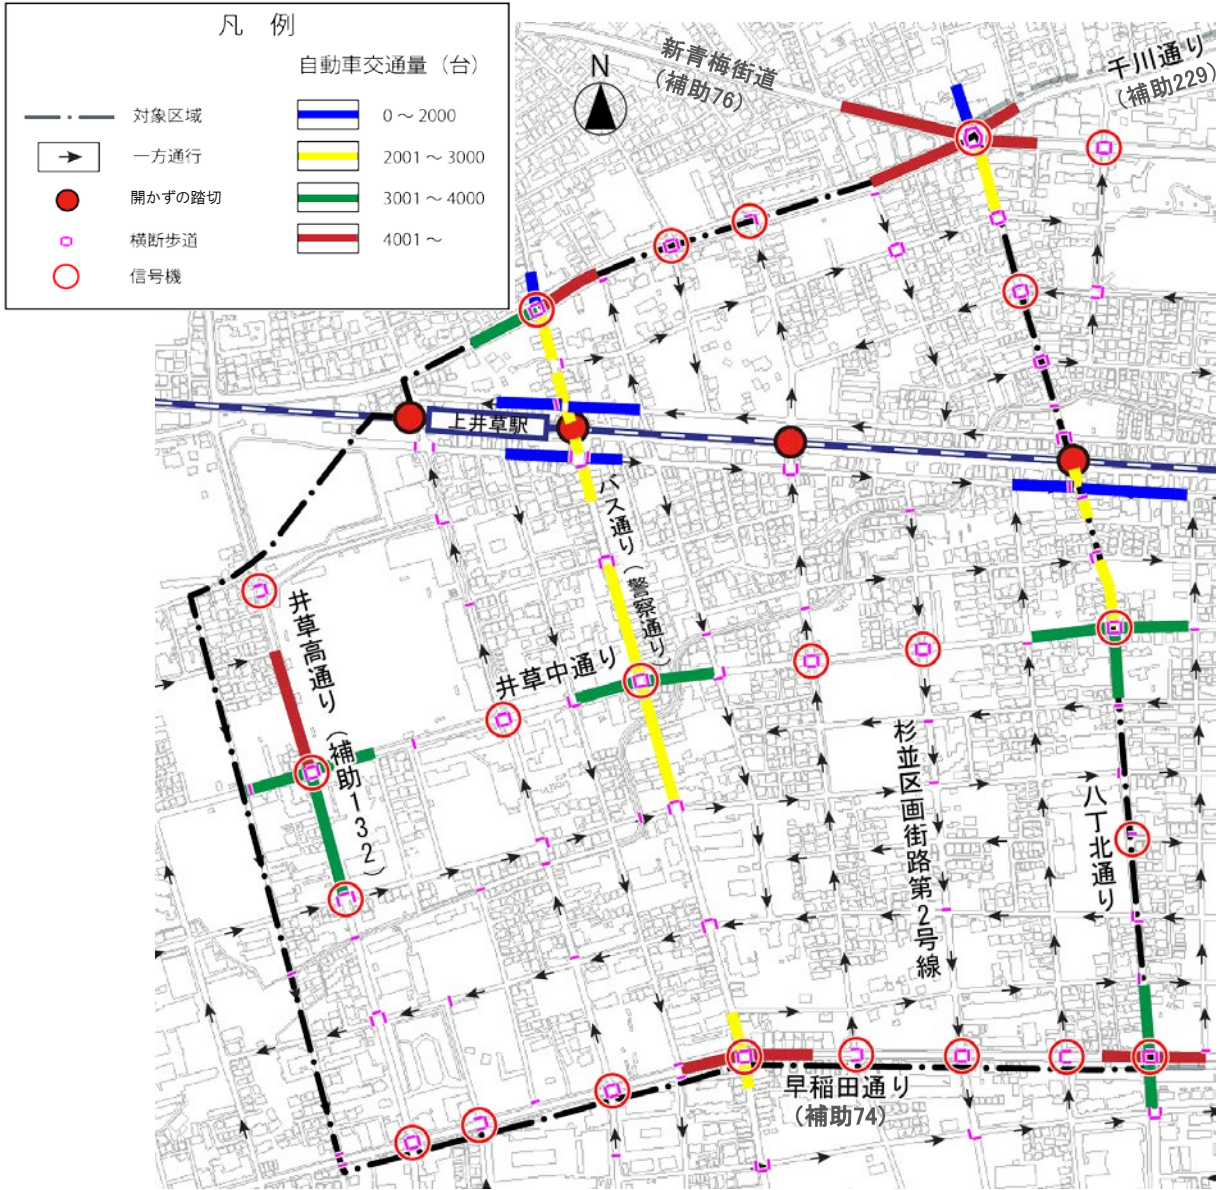 凡 例
自動車交通量（台）
対象区域
0～2000
一方通行
2001～3000
開かずの踏切
3001～4000
横断歩道
4001～
信号機
N
新青梅街道
（補助76）
千川通り
（補助229）
上井草駅
バス通り（警察通り）
井草高通り（補助132）
井草中通り
杉並区画街路第2号線
八丁北通り
早稲田通り
（補助74）